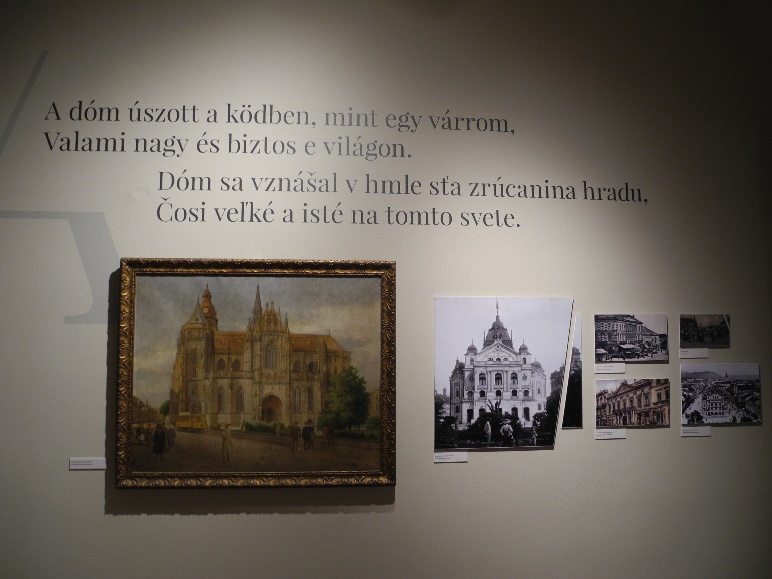 A dóm úszott a ködben, mint egy várrom,
Valami nagy és biztos e világon.
Dóm sa vznášal v hmle sťa zrúcanina hradu,
Čosi veľké a isté na tomto svete.